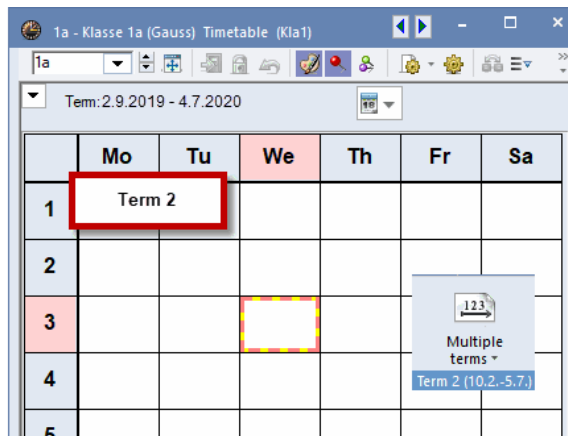 1a - Klasse 1a (Gauss) Timetable (Kla1)
1a
Term: 2.9.2019 - 4.7.2020
Mo Tu We Th Fr Sa
Term 2
1
2
3
4
5
123
Multiple
terms
Term 2 (10.2.-5.7.)